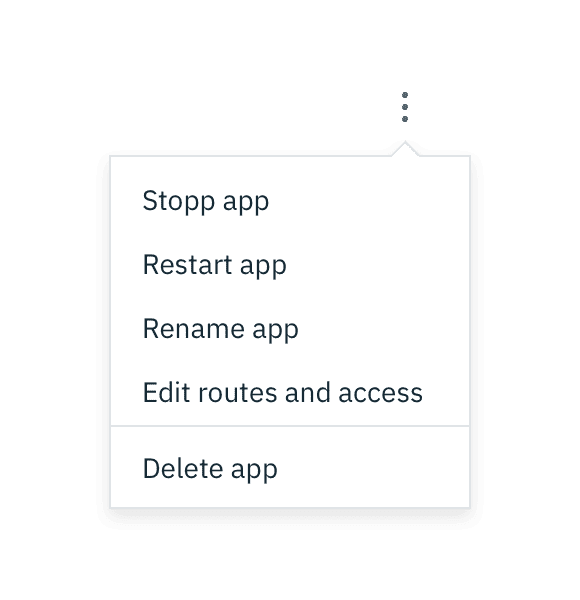 Stopp app
Restart app
Rename app
Edit routes and access
Delete app